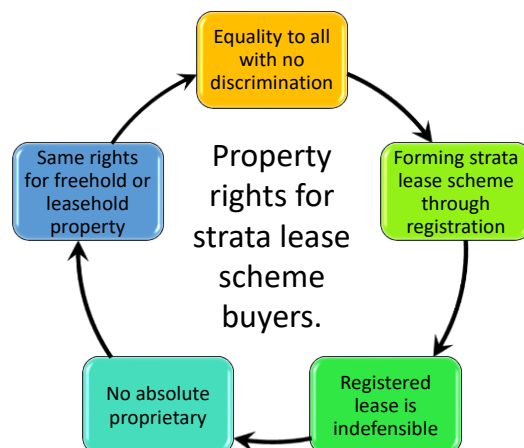 Equality to all
with no
discrimination
Forming strata
lease scheme
through
registration
Registered
lease is
indefensible
No absolute
proprietary
Same rights
for freehold or
leasehold
property
Property
rights for
strata lease
scheme
buyers.